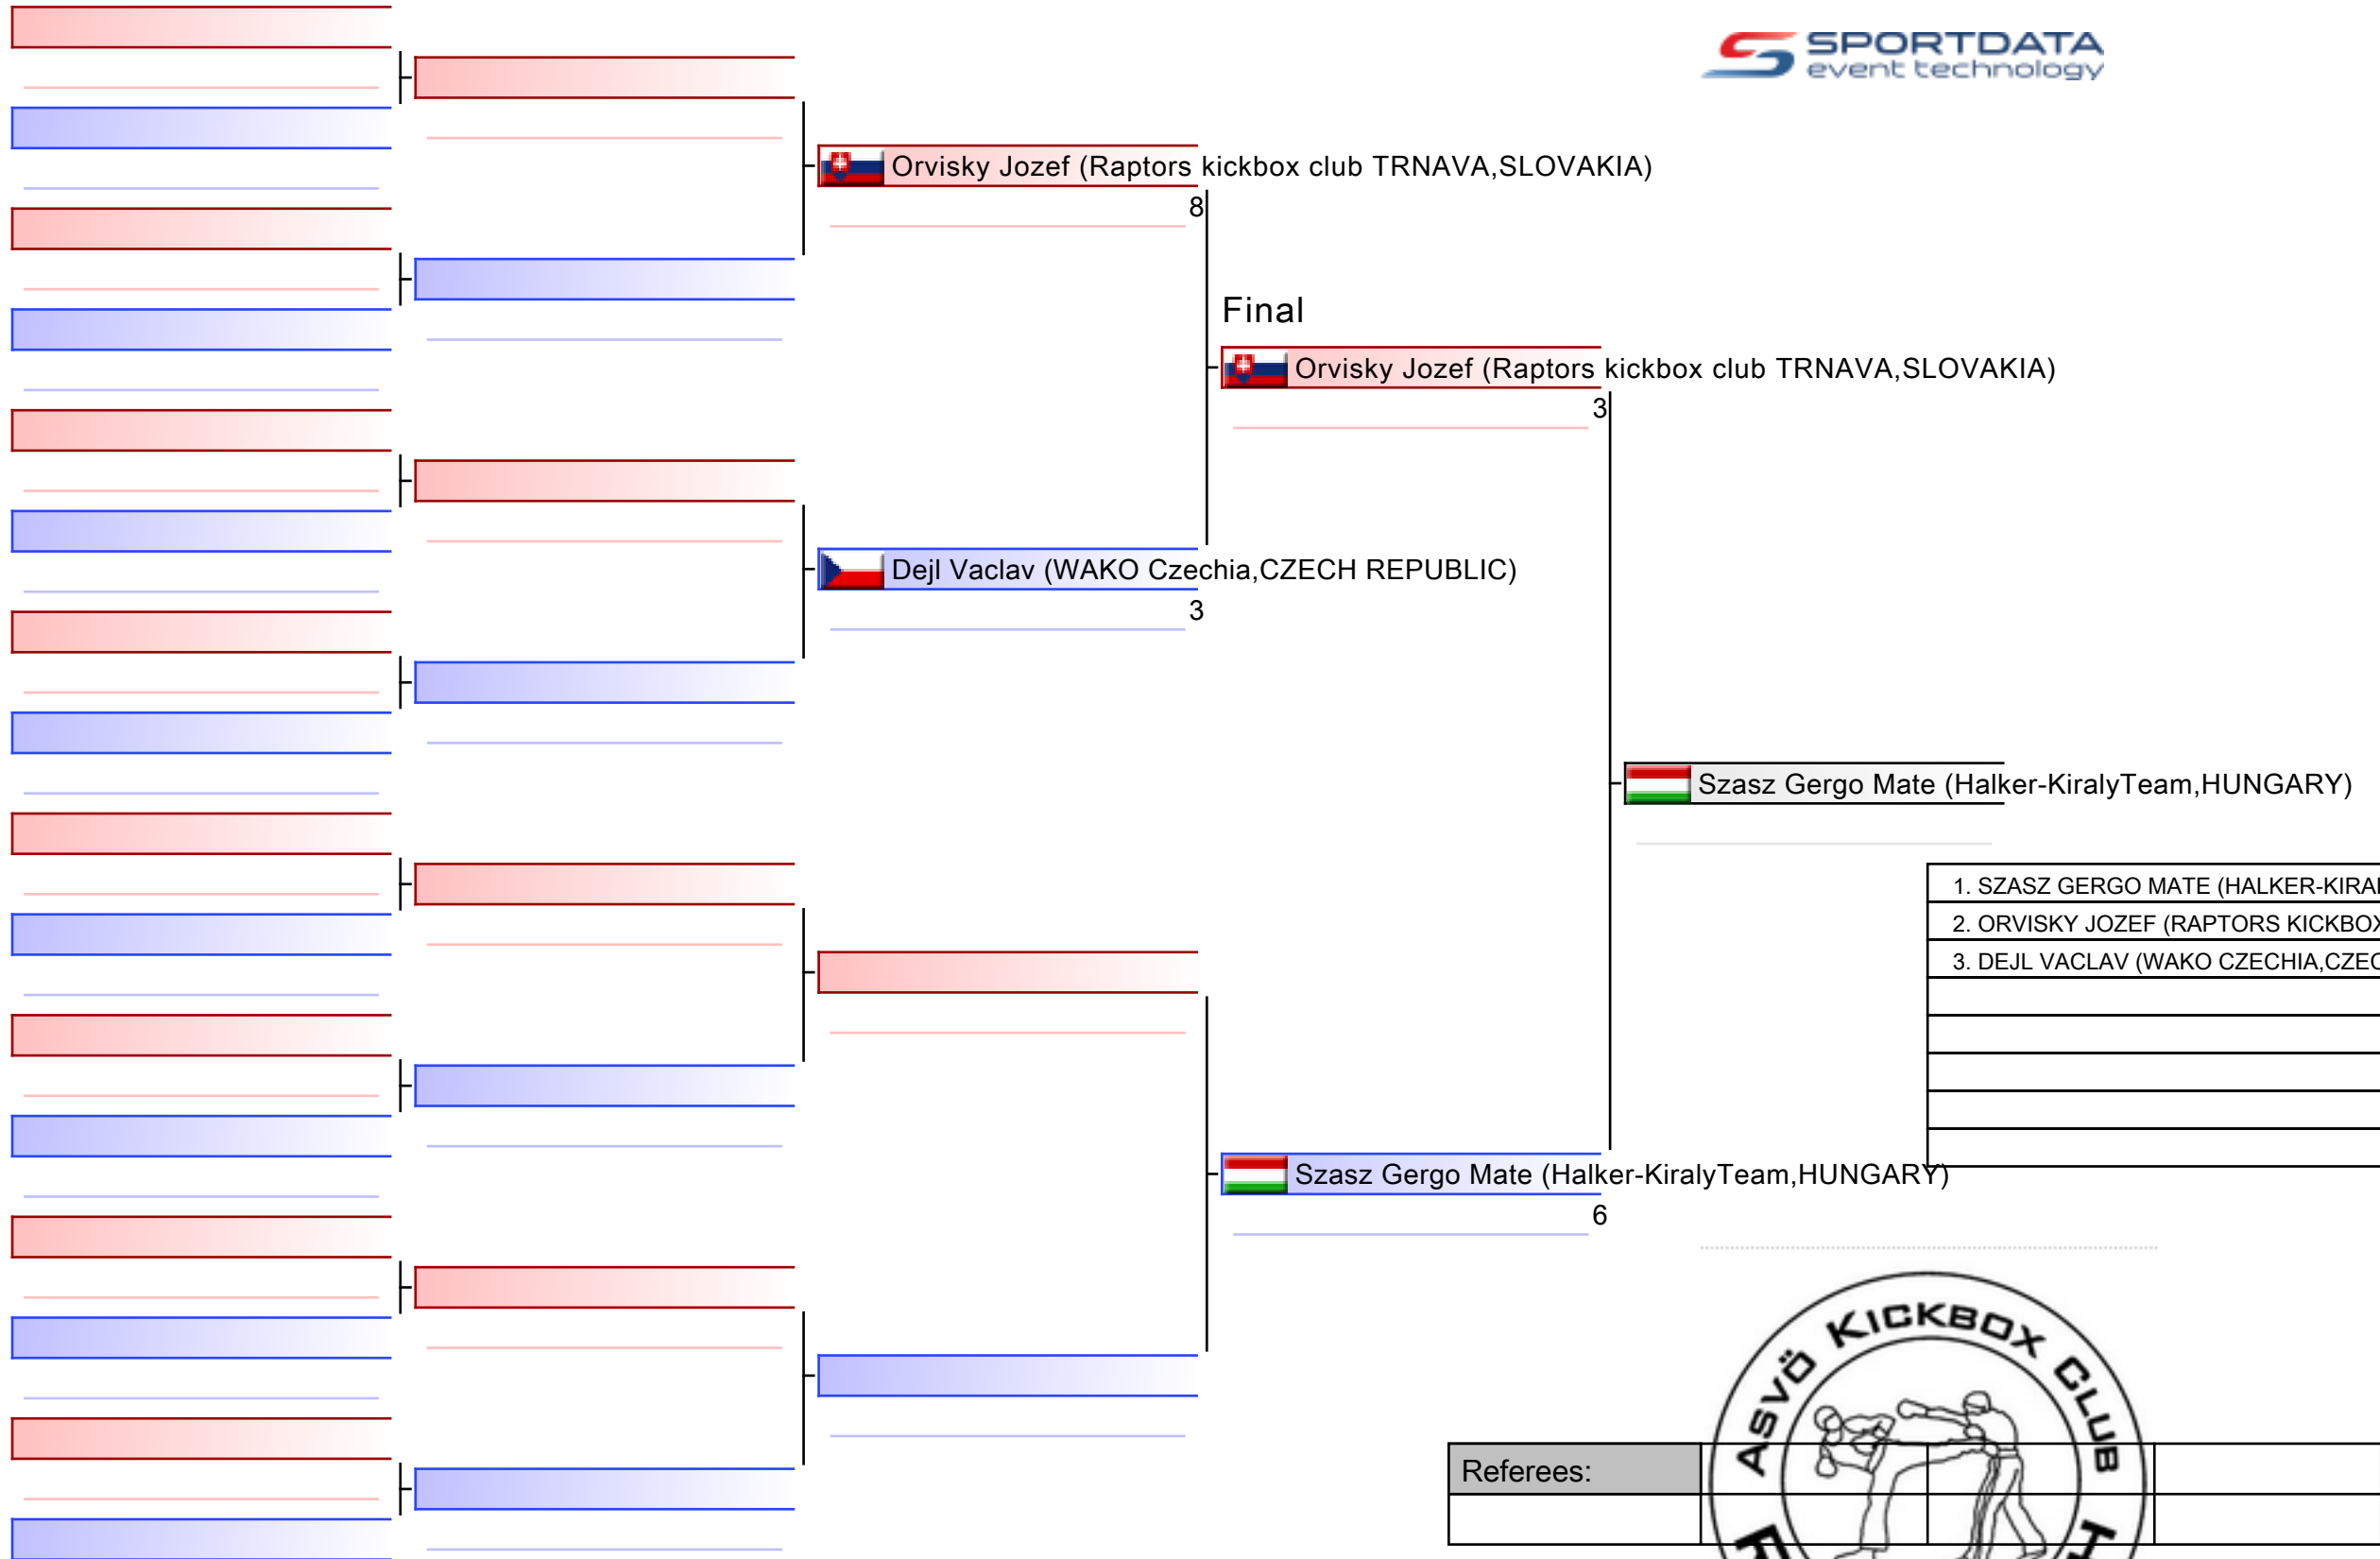 SPORTDATA
event technology
Orvisky Jozef (Raptors kickbox club TRNAVA,SLOVAKIA)
8
Final
Orvisky Jozef (Raptors kickbox club TRNAVA,SLOVAKIA)
3
Dejl Vaclav (WAKO Czechia,CZECH REPUBLIC)
3
Szasz Gergo Mate (Halker-KiralyTeam,HUNGARY)
1. SZASZ GERGO MATE (HALKER-KIRA
2. ORVISKY JOZEF (RAPTORS KICKBOX
3. DEJL VACLAV (WAKO CZECHIA,CZEC
Szasz Gergo Mate (Halker-KiralyTeam,HUNGARY)
6
ASVÖ KICKBOX CLUB
Referees: